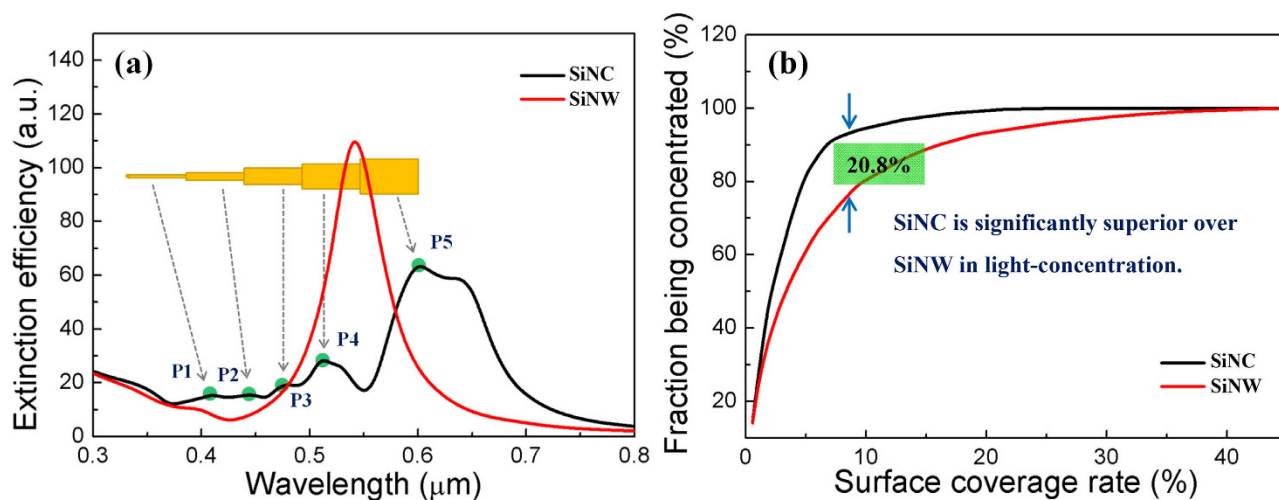 (a)
SiNC
SiNW
P1
P2
P3
P4
P5
Extinction efficiency (a.u.)
140
120
100
80
60
40
20
0
0.3 0.4 0.5 0.6 0.7 0.8
Wavelength (μm)
(b)
20.8%
SiNC is significantly superior over
SiNW in light-concentration.
SiNC
SiNW
Fraction being concentrated (%)
120
100
80
60
40
20
0 10 20 30 40
Surface coverage rate (%)